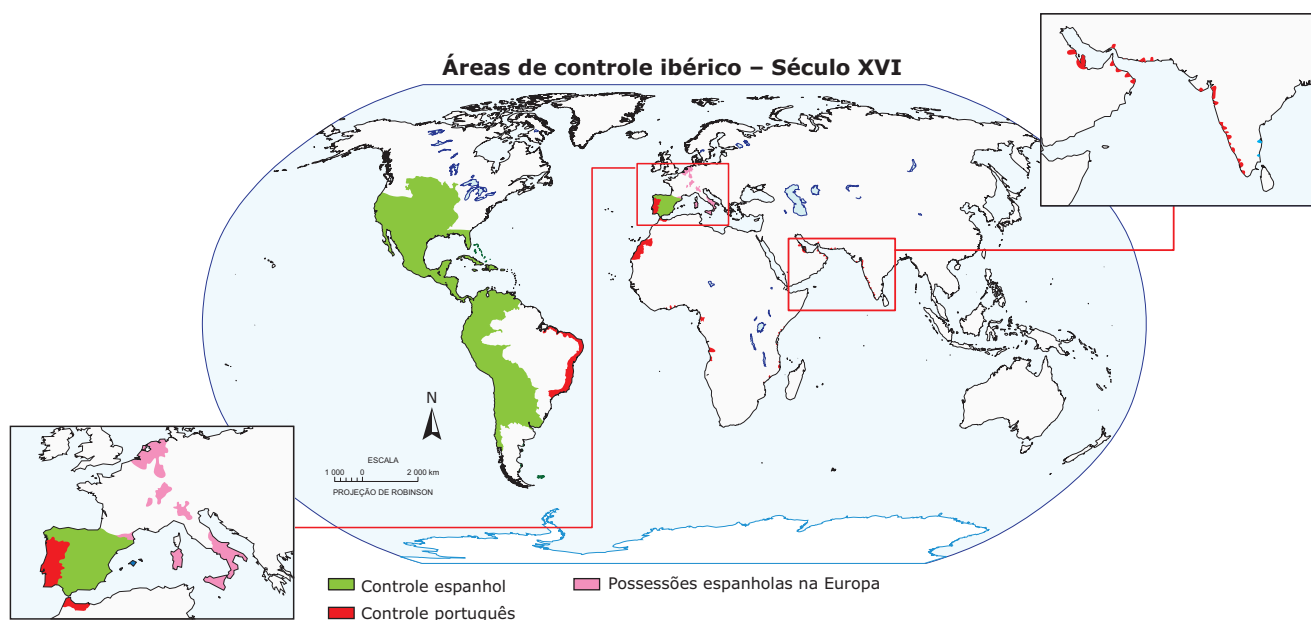 Áreas de controle ibérico – Século XVI
N
ESCALA
1 000 0 2 000 km
PROJEÇÃO DE ROBINSON
Controle espanhol
Possessões espanholas na Europa
Controle português